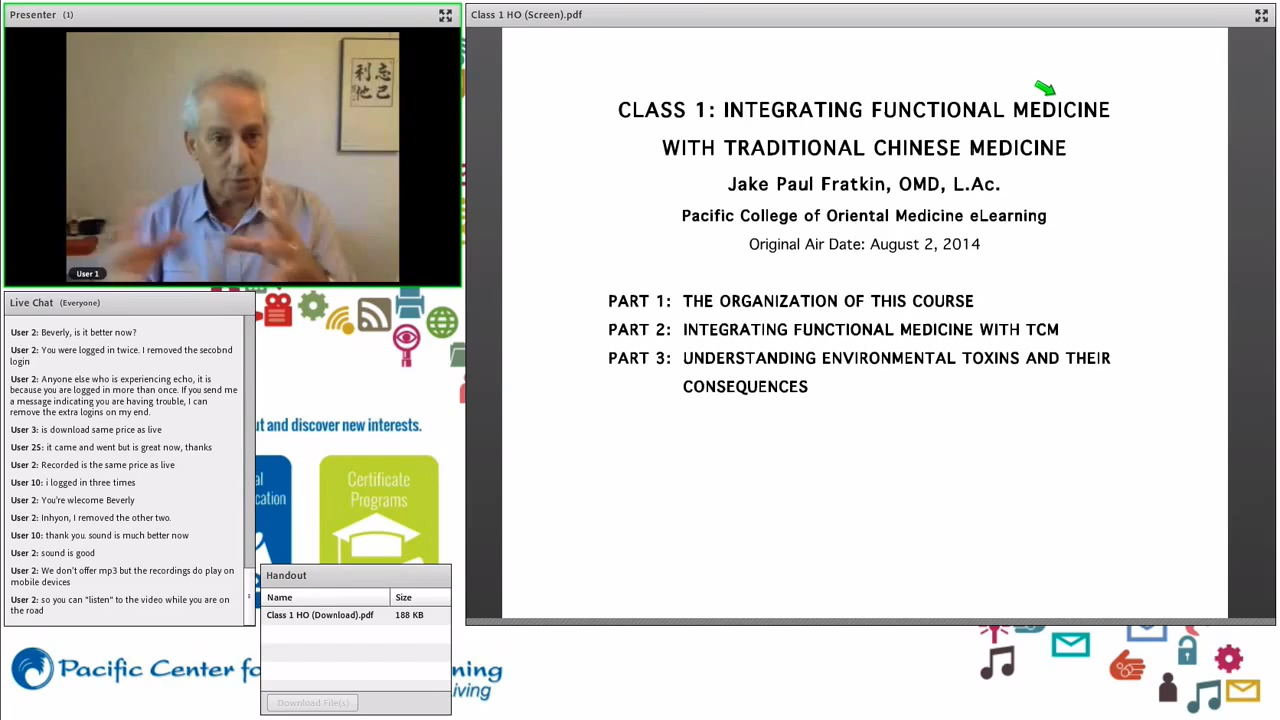 Presenter (1)
忘己
利他
User 1
Live Chat (Everyone)
User 2: Beverly, is it better now?
User 2: You were logged in twice. I removed the secobnd
login
User 2: Anyone else who is experiencing echo, it is
because you are logged in more than once. If you send me
a message indicating you are having trouble, I can
remove the extra logins on my end.
User 3: is download same price as live
User 25: it came and went but is great now, thanks
User 2: Recorded is the same price as live
User 10: i logged in three times
User 2: You're wlecome Beverly
User 2: Inhyon, I removed the other two.
User 10: thank you. sound is much better now
User 2: sound is good
User 2: We don't offer mp3 but the recordings do play on
mobile devices
User 2: so you can "listen" to the video while you are on
the road
ut and discover new interests.
Certificate
Programs
Handout
Name Size
Class 1 HO (Download).pdf 188 KB
Download File(s)
Pacific Center fo
ning
iving
Class 1 HO (Screen).pdf
CLASS 1: INTEGRATING FUNCTIONAL MEDICINE
WITH TRADITIONAL CHINESE MEDICINE
Jake Paul Fratkin, OMD, L.Ac.
Pacific College of Oriental Medicine eLearning
Original Air Date: August 2, 2014
PART 1: THE ORGANIZATION OF THIS COURSE
PART 2: INTEGRATING FUNCTIONAL MEDICINE WITH TCM
PART 3: UNDERSTANDING ENVIRONMENTAL TOXINS AND THEIR
CONSEQUENCES